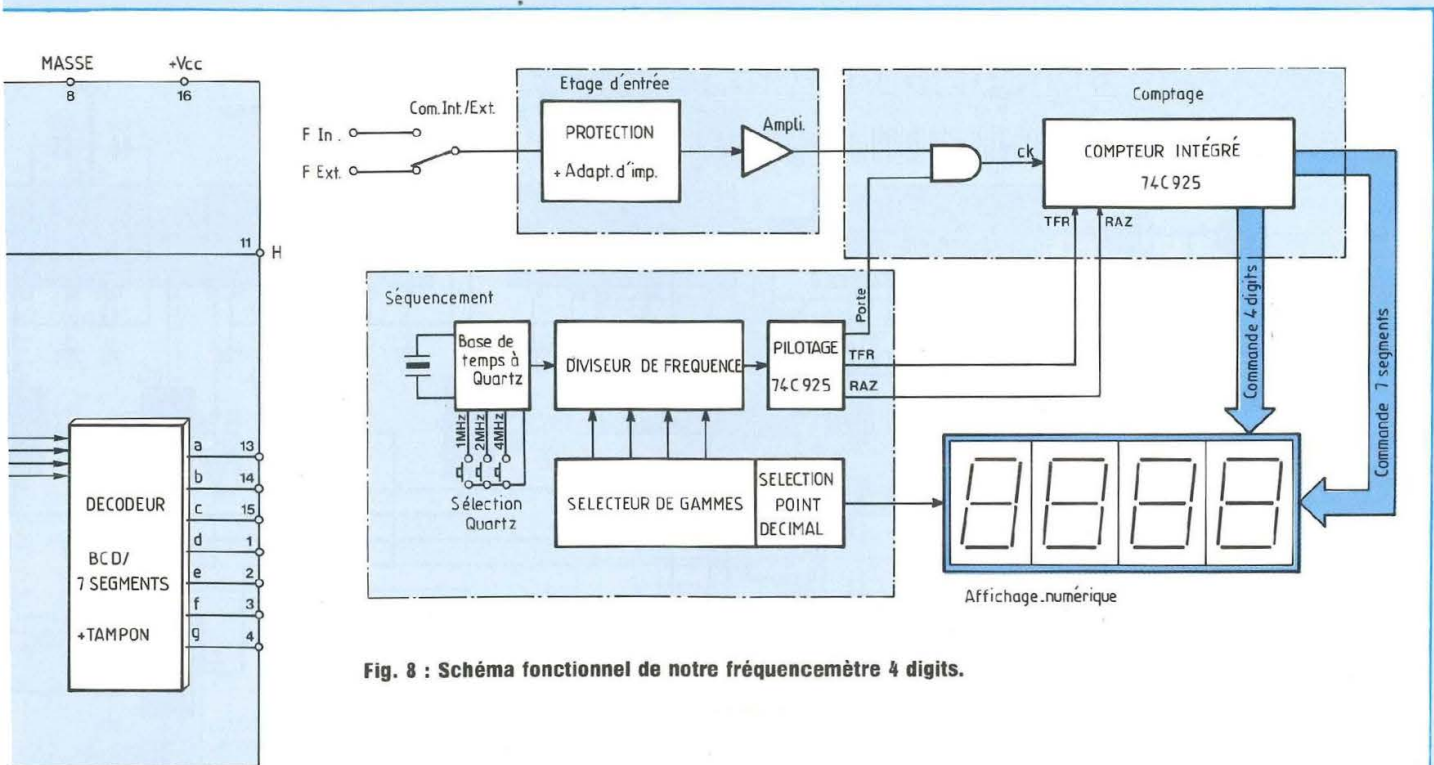 MASSE
+Vcc
8
16
11
H
DECODEUR
BCD/
7 SEGMENTS
+TAMPON
a
13
b
14
c
15
d
1
e
2
f
3
g
4
F In.
F Ext.
Com.Int./Ext.
Etage d'entrée
PROTECTION
+ Adapt. d'imp.
Ampli.
Comptage
ck
COMPTEUR INTÉGRÉ
74C925
TFR
RAZ
Commande 4 digits
Commande 7 segments
Séquencement
Base de
temps à
Quartz
1MHz
2MHz
4MHz
Sélection
Quartz
DIVISEUR DE FREQUENCE
PILOTAGE
74C925
Porte
TFR
RAZ
SELECTEUR DE GAMMES
SELECTION
POINT
DECIMAL
8888
Affichage.numérique
Fig. 8 : Schéma fonctionnel de notre fréquencemètre 4 digits.